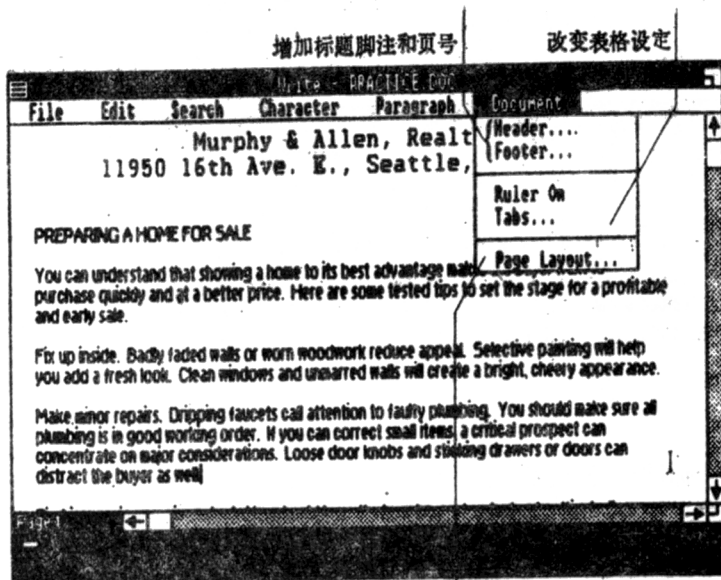 增加标题脚注和页号
改变表格设定
Write - PRACTICE.DOC
File Edit Search Character Paragraph Document
Header....
Footer...
Ruler On
Tabs...
Page Layout...
Murphy & Allen, Realt
11950 16th Ave. E., Seattle,
PREPARING A HOME FOR SALE
You can understand that showing a home to its best advantage
purchase quickly and at a better price. Here are some tested tips to set the stage for a profitable
and early sale.
Fix up inside. Badly faded walls or worn woodwork reduce appeal. Selective painting will help
you add a fresh look. Clean windows and unmarred walls will create a bright, cheery appearance.
Make minor repairs. Dripping faucets call attention to faulty plumbing. You should make sure all
plumbing is in good working order. If you can correct small items, a critical prospect can
concentrate on major considerations. Loose door knobs and sticking drawers or doors can
distract the buyer as well
Page 1